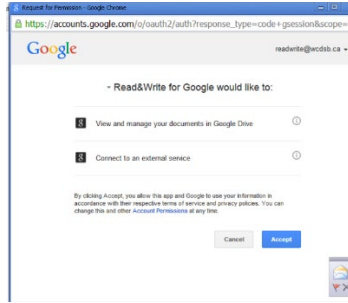 Request for Permission - Google Chrome
https://accounts.google.com/o/oauth2/auth?response_type=code+gsession&scope=
Google
readwrite@wcdsb.ca
- Read&Write for Google would like to:
View and manage your documents in Google Drive
Connect to an external service
By clicking Accept, you allow this app and Google to use your information in
accordance with their respective terms of service and privacy policies. You can
change this and other Account Permissions at any time.
Cancel
Accept